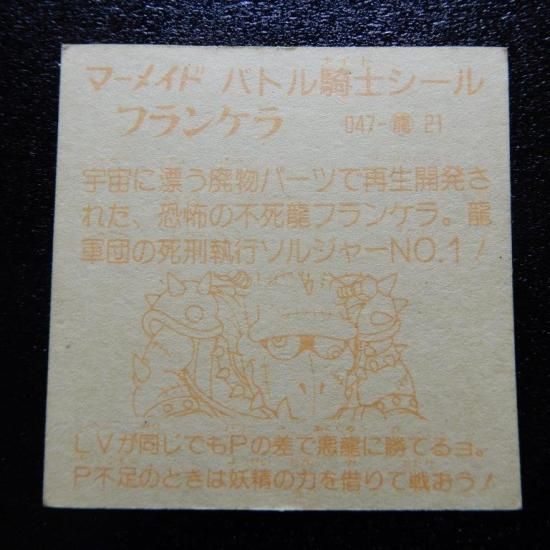 マーメイド バトル騎士シール
フランケラ 047-龍 21
宇宙に漂う廃物パーツで再生開発さ
れた、恐怖の不死龍フランケラ。龍
軍団の死刑執行ソルジャーNO.1!
LVが同じでもPの差で悪龍に勝てるヨ。
P不足のときは妖精の力を借りて戦おう!